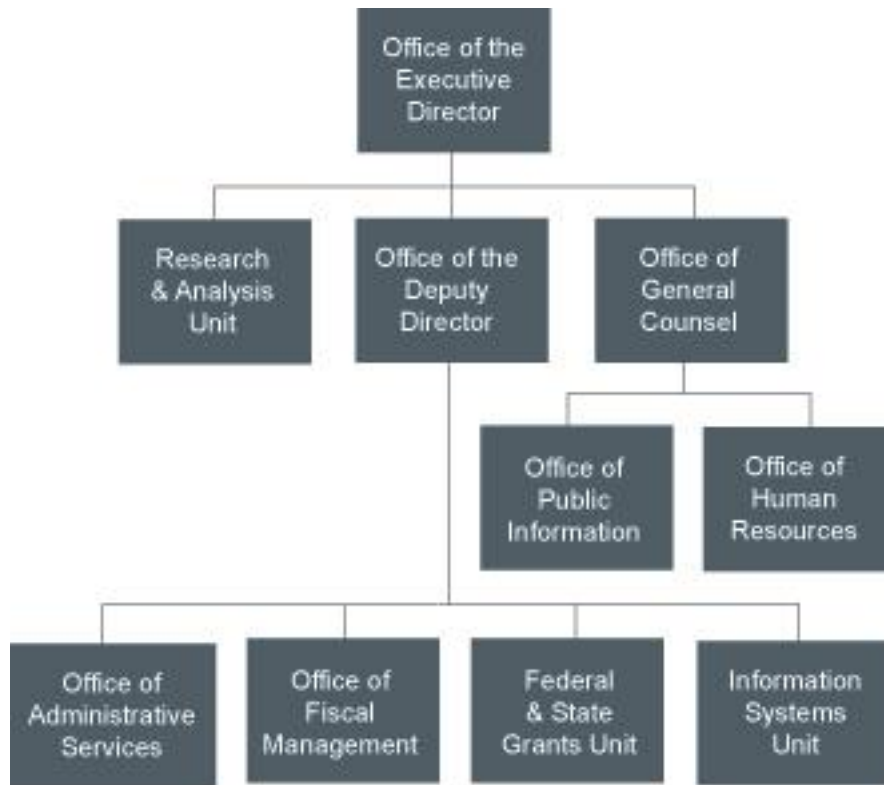 Office of the
Executive
Director
Research
& Analysis
Unit
Office of the
Deputy
Director
Office of
General
Counsel
Office of
Public
Information
Office of
Human
Resources
Office of
Administrative
Services
Office of
Fiscal
Management
Federal
& State
Grants Unit
Information
Systems
Unit